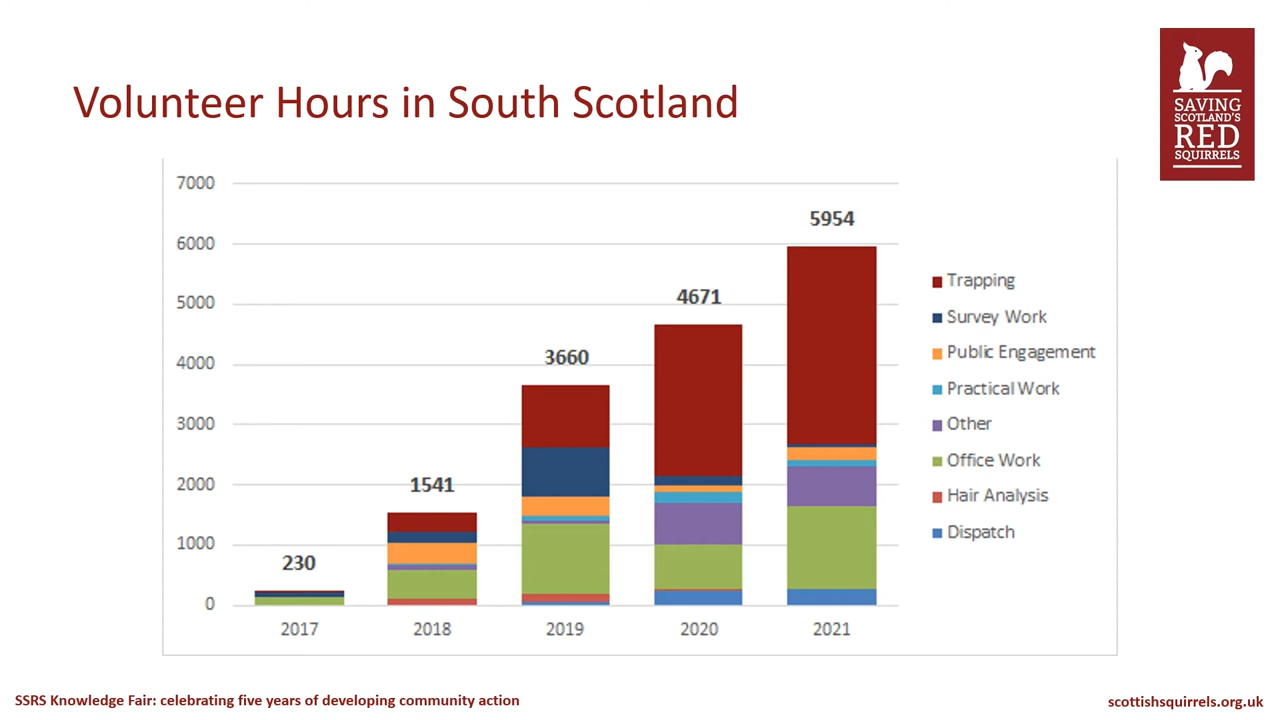 Volunteer Hours in South Scotland
SAVING
SCOTLAND'S
RED
SQUIRRELS
7000
6000
5000
4000
3000
2000
1000
0
230
1541
3660
4671
5954
2017
2018
2019
2020
2021
Trapping
Survey Work
Public Engagement
Practical Work
Other
Office Work
Hair Analysis
Dispatch
SSRS Knowledge Fair: celebrating five years of developing community action
scottishsquirrels.org.uk